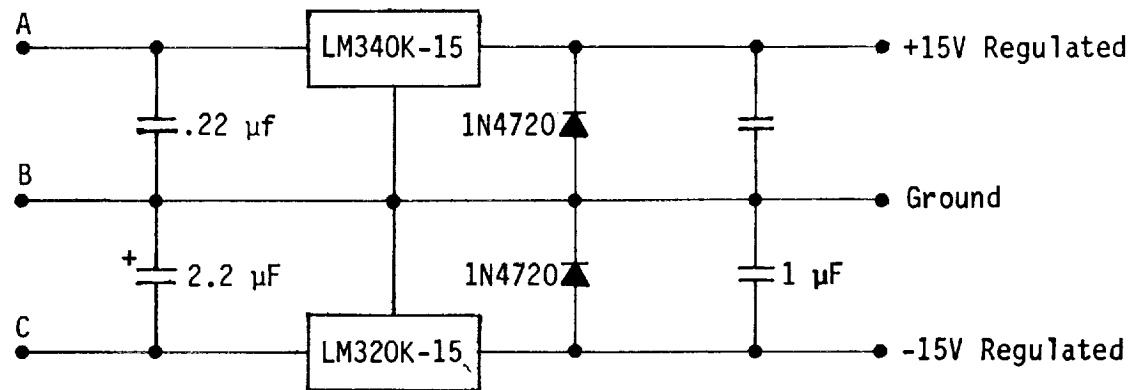 A
LM340K-15
+15V Regulated
.22 µf
1N4720
B
Ground
+
2.2 µF
1N4720
1 µF
C
LM320K-15
-15V Regulated